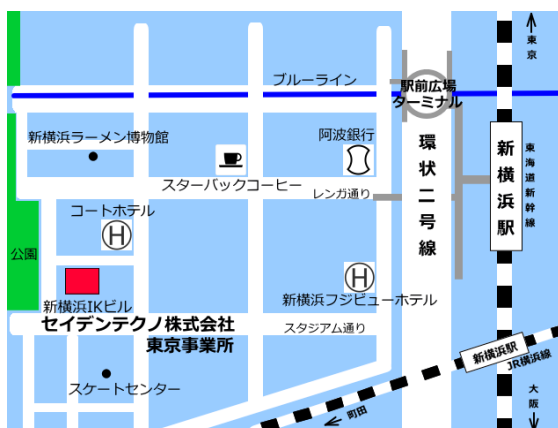 東京
ブルーライン
駅前広場
ターミナル
新横浜ラーメン博物館
阿波銀行
環状二号線
新横浜駅
東海道新幹線
スターバックコーヒー
レンガ通り
コートホテル
H
公園
H
新横浜IKビル
新横浜フジビューホテル
セイデンテクノ株式会社
東京事業所
スタジアム通り
新横浜駅
JR横浜線
スケートセンター
大阪
町田